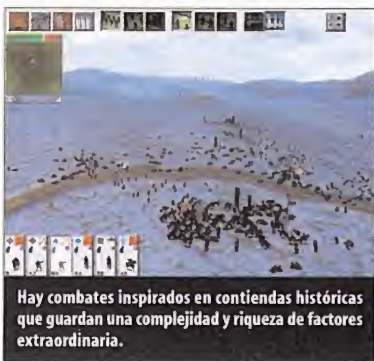 Hay combates inspirados en contiendas históricas
que guardan una complejidad y riqueza de factores
extraordinaria.